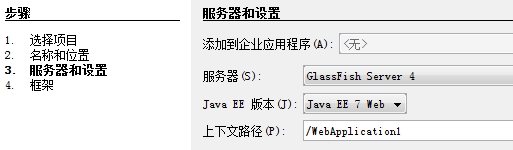 步骤
1. 选择项目
2. 名称和位置
3. 服务器和设置
4. 框架
服务器和设置
添加到企业应用程序(A): <无>
服务器(S): GlassFish Server 4
Java EE 版本(J): Java EE 7 Web
上下文路径(P): /WebApplication1